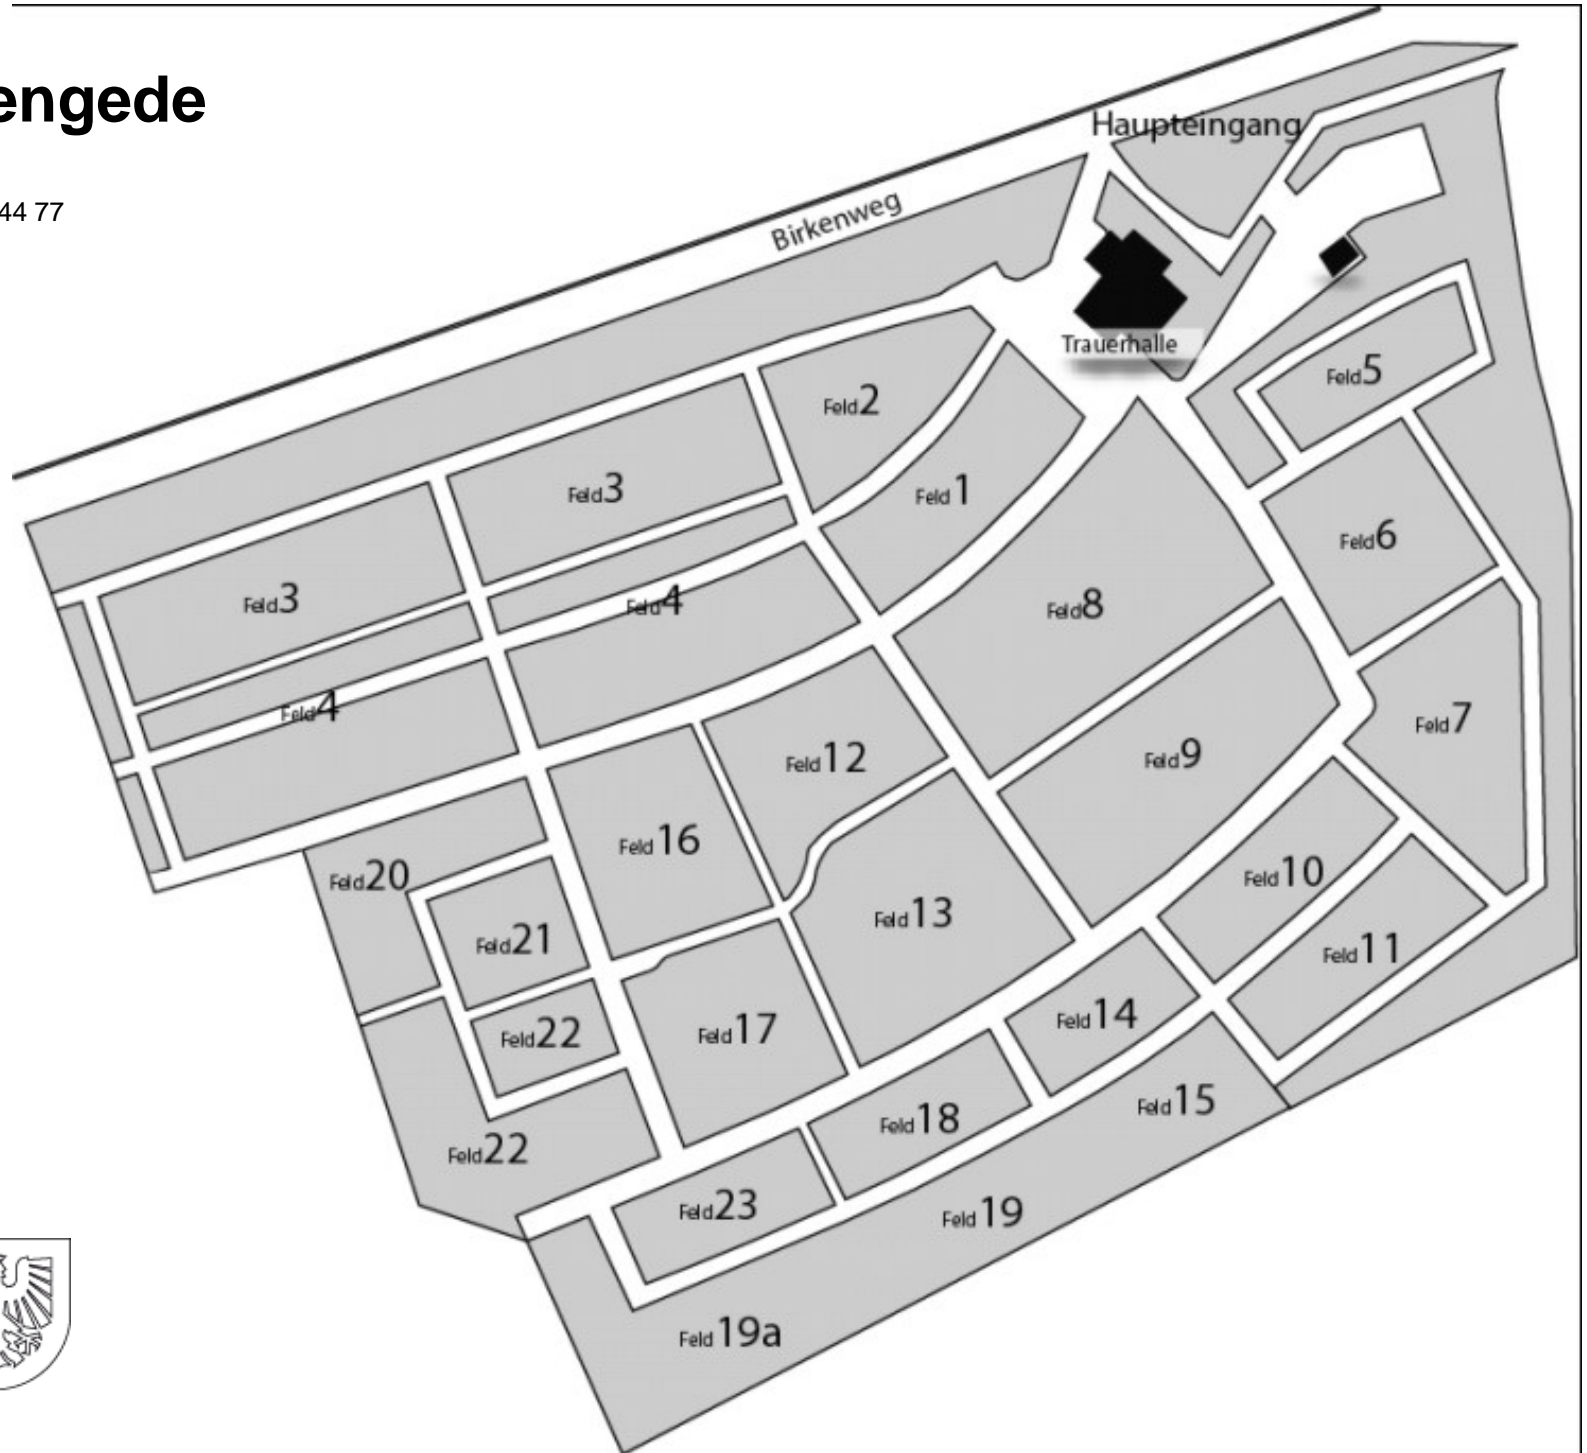 engede
44 77
Haupteingang
Birkenweg
Trauerhalle
Feld 5
Feld 2
Feld 3
Feld 1
Feld 6
Feld 3
Feld 4
Feld 8
Feld 4
Feld 7
Feld 12
Feld 9
Feld 16
Feld 20
Feld 10
Feld 13
Feld 21
Feld 11
Feld 14
Feld 17
Feld 22
Feld 15
Feld 18
Feld 22
Feld 23
Feld 19
Feld 19a